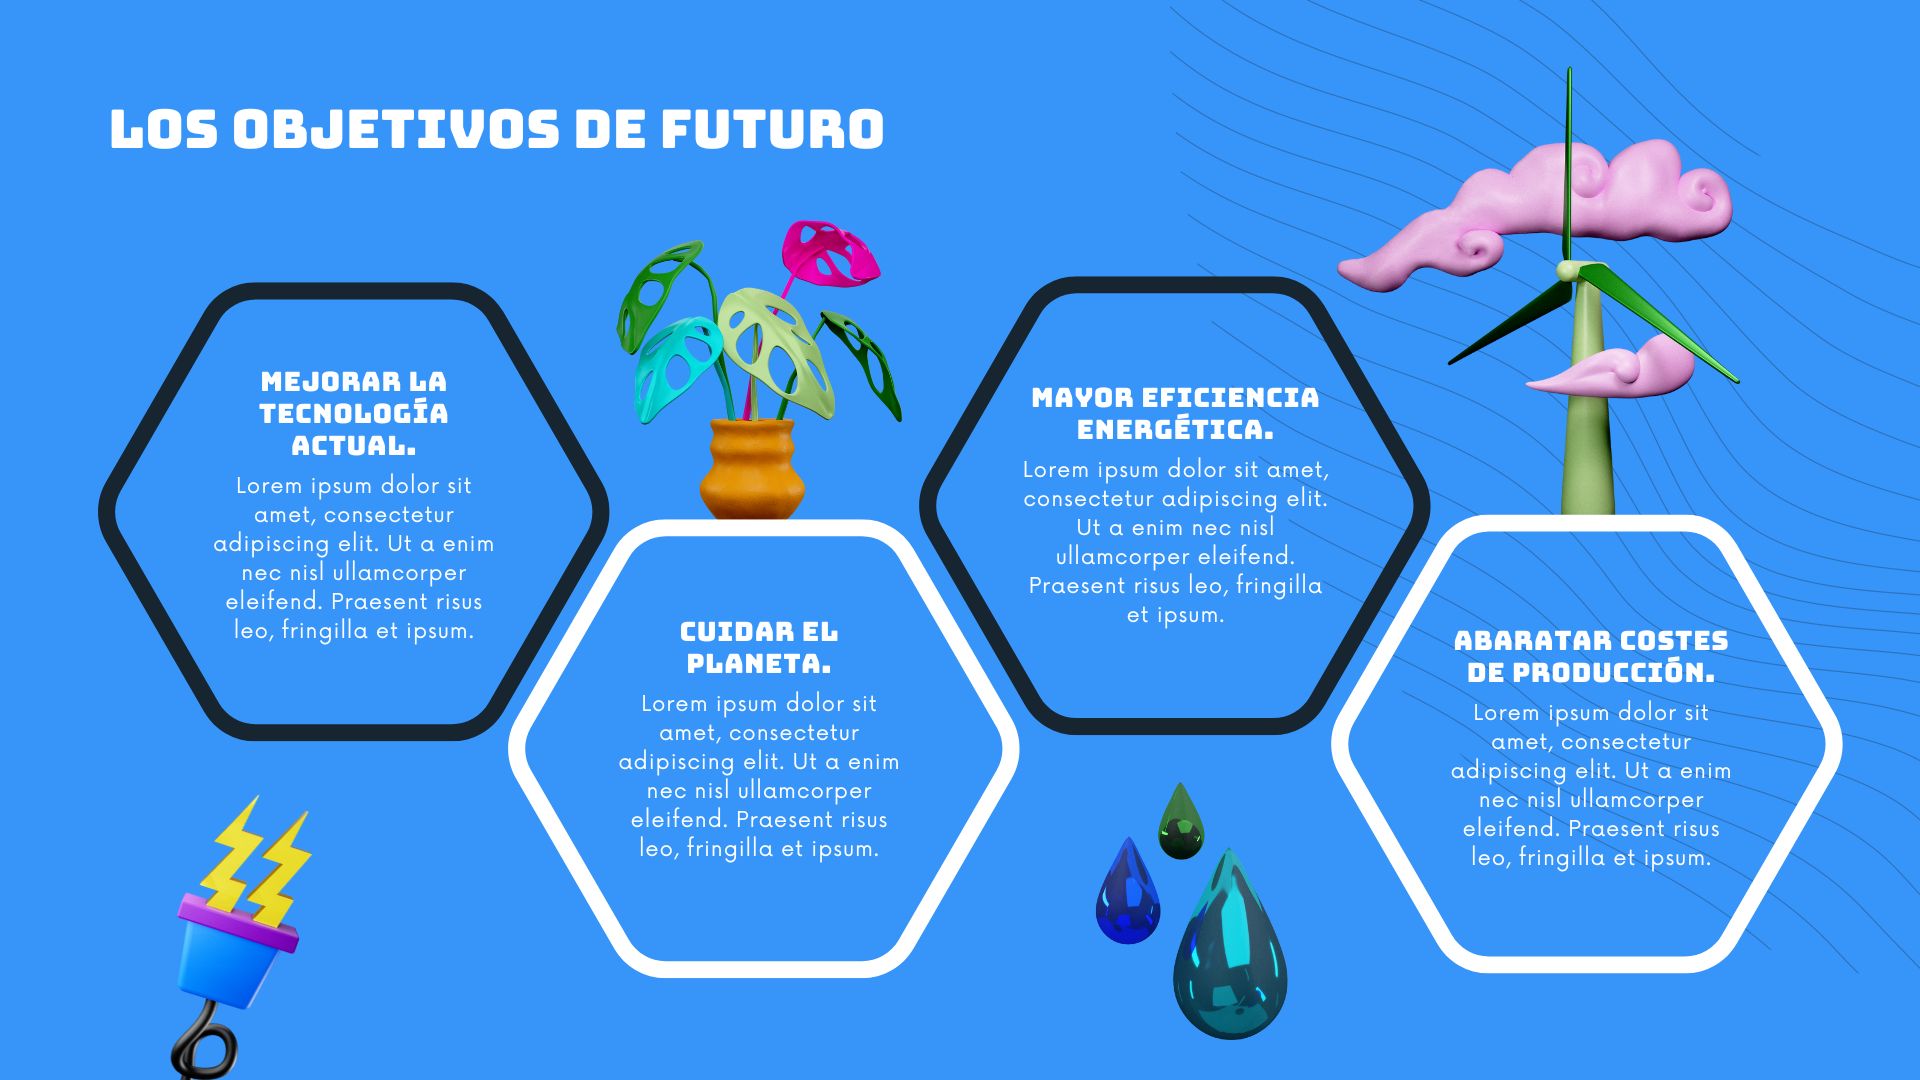 LOS OBJETIVOS DE FUTURO
MEJORAR LA
TECNOLOGÍA
ACTUAL.
Lorem ipsum dolor sit
amet, consectetur
adipiscing elit. Ut a enim
nec nisl ullamcorper
eleifend. Praesent risus
leo, fringilla et ipsum.
CUIDAR EL
PLANETA.
Lorem ipsum dolor sit
amet, consectetur
adipiscing elit. Ut a enim
nec nisl ullamcorper
eleifend. Praesent risus
leo, fringilla et ipsum.
MAYOR EFICIENCIA
ENERGÉTICA.
Lorem ipsum dolor sit amet,
consectetur adipiscing elit.
Ut a enim nec nisl
ullamcorper eleifend.
Praesent risus leo, fringilla
et ipsum.
ABARATAR COSTES
DE PRODUCCIÓN.
Lorem ipsum dolor sit
amet, consectetur
adipiscing elit. Ut a enim
nec nisl ullamcorper
eleifend. Praesent risus
leo, fringilla et ipsum.